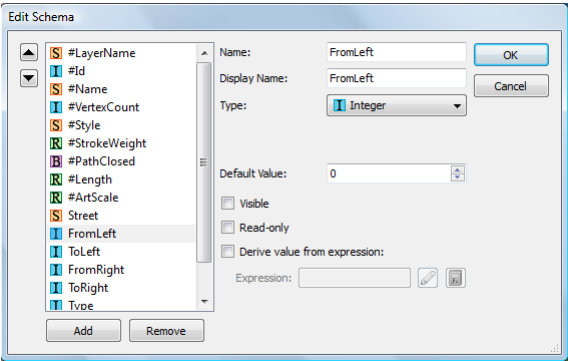 Edit Schema
S #LayerName
I #Id
S #Name
I #VertexCount
S #Style
R #StrokeWeight
B #PathClosed
R #Length
R #ArtScale
S Street
I FromLeft
I ToLeft
I FromRight
I ToRight
I Type
Add Remove
Name: FromLeft
Display Name: FromLeft
Type: I Integer
Default Value: 0
Visible
Read-only
Derive value from expression:
Expression:
OK
Cancel